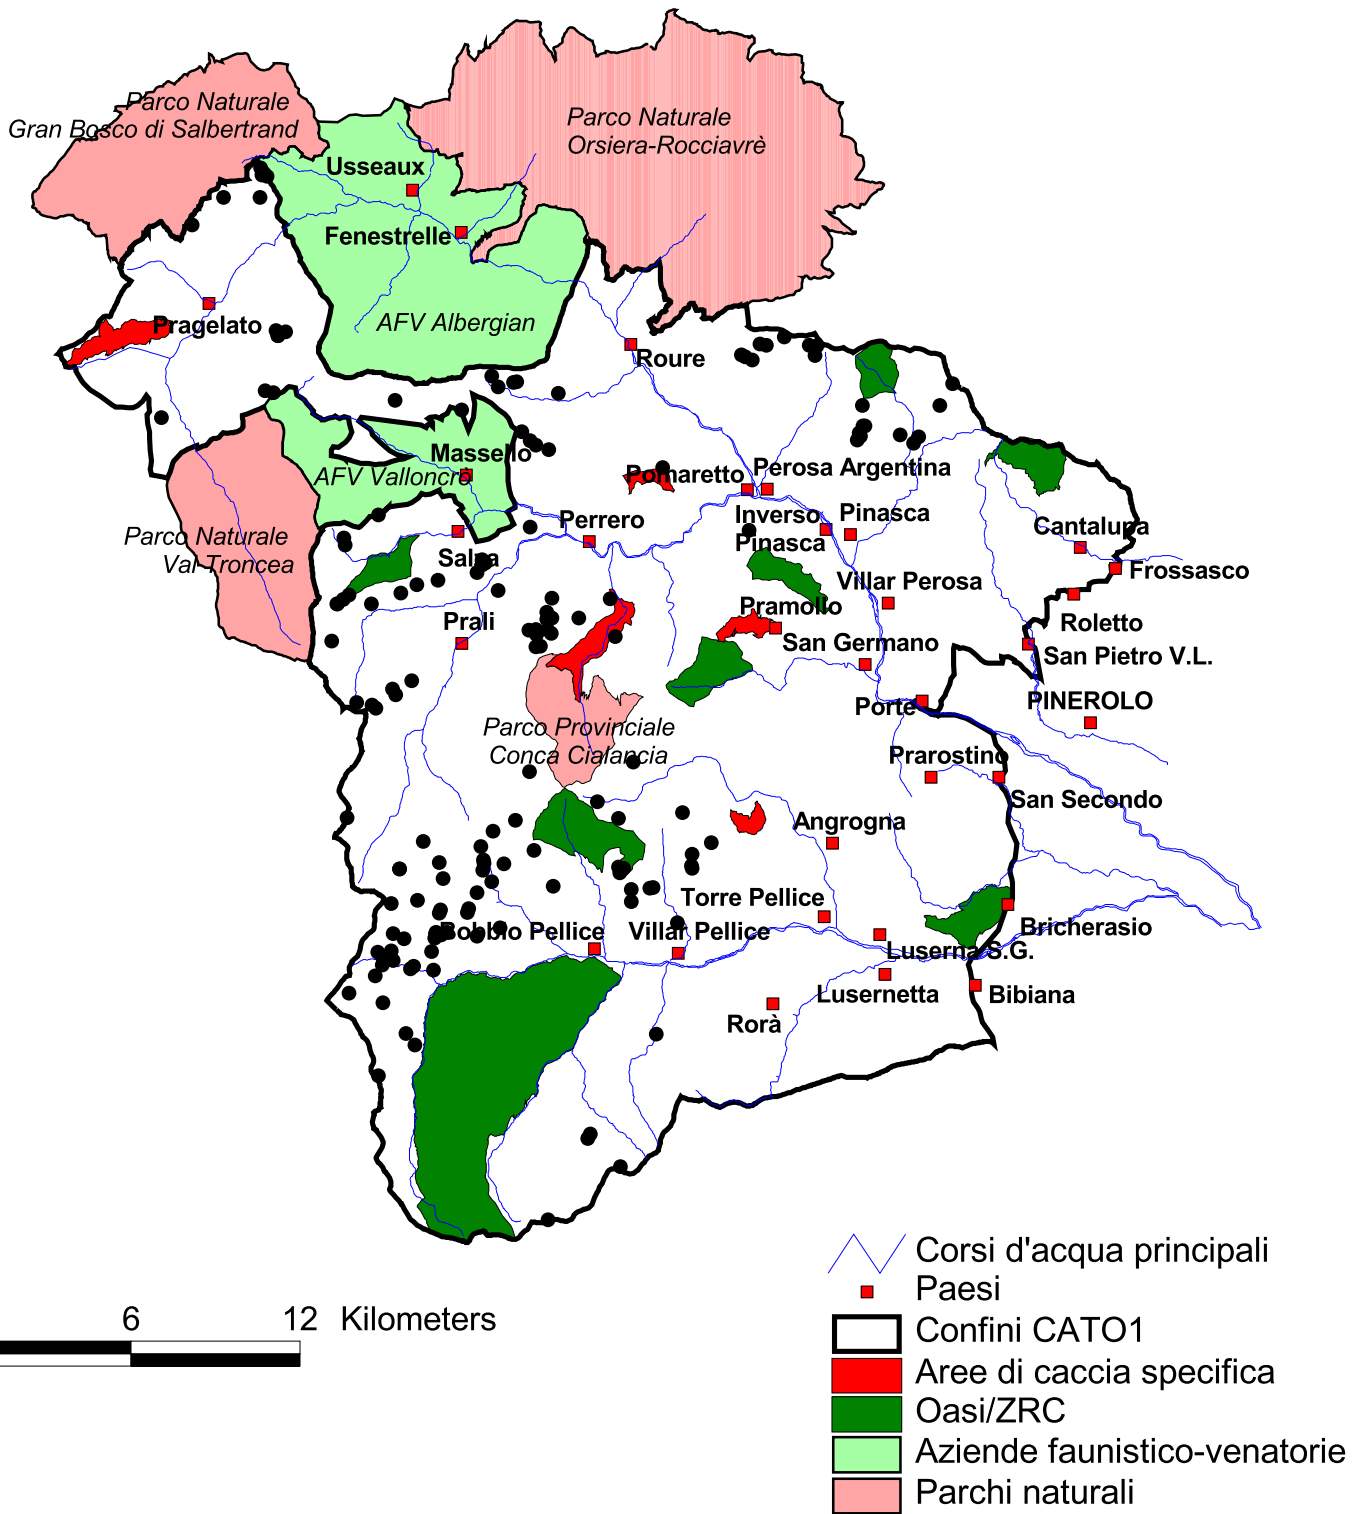 Parco Naturale
Gran Bosco di Salbertrand
Parco Naturale
Orsiera-Rocciavrè
Usseaux
Fenestrelle
AFV Albergian
Pragelato
Roure
Massello
AFV Valloncrò
Pomaretto
Perosa Argentina
Inverso
Pinasca
Pinasca
Perrero
Cantalupa
Parco Naturale
Val Troncea
Salza
Frossasco
Villar Perosa
Prali
Pramollo
Roletto
San Germano
San Pietro V.L.
Porte
PINEROLO
Parco Provinciale
Conca Cialancia
Prarostino
San Secondo
Angrogna
Torre Pellice
Bobbio Pellice
Villar Pellice
Bricherasio
Luserna S.G.
Lusernetta
Bibiana
Rorà
Corsi d'acqua principali
Paesi
6 12 Kilometers
Confini CATO1
Aree di caccia specifica
Oasi/ZRC
Aziende faunistico-venatorie
Parchi naturali